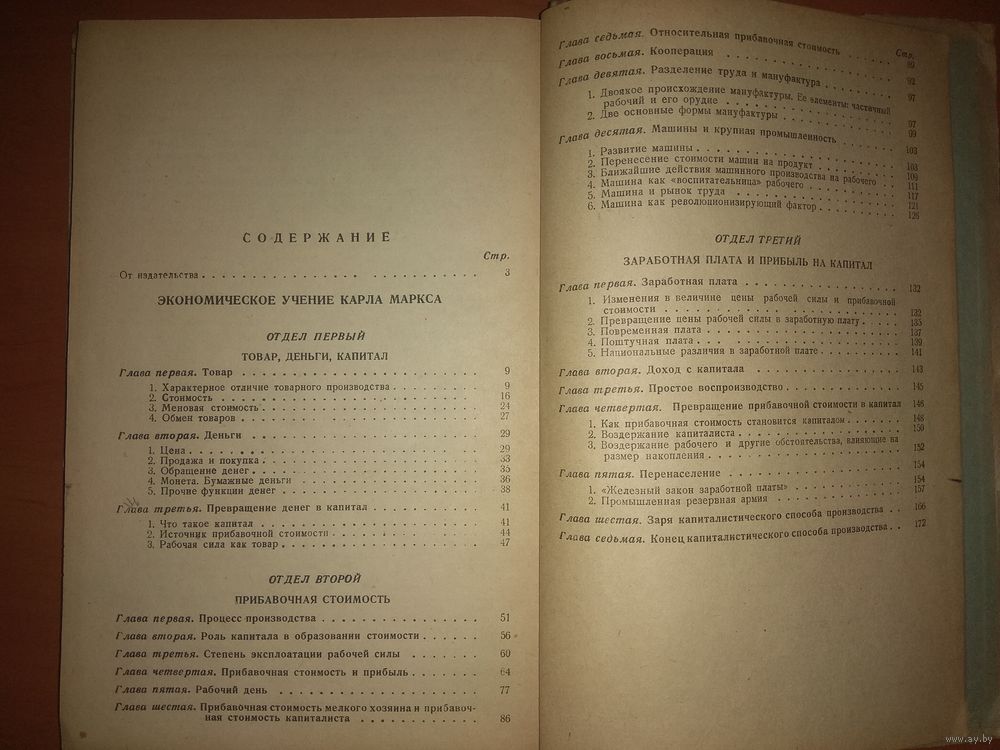 СОДЕРЖАНИЕ
Стр.
От издательства 3
ЭКОНОМИЧЕСКОЕ УЧЕНИЕ КАРЛА МАРКСА
ОТДЕЛ ПЕРВЫЙ
ТОВАР, ДЕНЬГИ, КАПИТАЛ
Глава первая. Товар 9
1. Характерное отличие товарного производства 9
2. Стоимость 16
3. Меновая стоимость 24
4. Обмен товаров 27
Глава вторая. Деньги 29
1. Цена 29
2. Продажа и покупка 33
3. Обращение денег 35
4. Монета. Бумажные деньги 36
5. Прочие функции денег 38
Глава третья. Превращение денег в капитал 41
1. Что такое капитал 41
2. Источник прибавочной стоимости 44
3. Рабочая сила как товар 47
ОТДЕЛ ВТОРОЙ
ПРИБАВОЧНАЯ СТОИМОСТЬ
Глава первая. Процесс производства 51
Глава вторая. Роль капитала в образовании стоимости 56
Глава третья. Степень эксплоатации рабочей силы 60
Глава четвертая. Прибавочная стоимость и прибыль 64
Глава пятая. Рабочий день 77
Глава шестая. Прибавочная стоимость мелкого хозяина и прибавоч-
ная стоимость капиталиста 86
Стр.
Глава седьмая. Относительная прибавочная стоимость 89
Глава восьмая. Кооперация 92
Глава девятая. Разделение труда и мануфактура 97
1. Двоякое происхождение мануфактуры. Ее элементы: частичный
рабочий и его орудие 97
2. Две основные формы мануфактуры 99
Глава десятая. Машины и крупная промышленность 103
1. Развитие машины 103
2. Перенесение стоимости машин на продукт 109
3. Ближайшие действия машинного производства на рабочего 111
4. Машина как «воспитательница» рабочего 117
5. Машина и рынок труда 121
6. Машина как революционизирующий фактор 126
ОТДЕЛ ТРЕТИЙ
ЗАРАБОТНАЯ ПЛАТА И ПРИБЫЛЬ НА КАПИТАЛ
Глава первая. Заработная плата 132
1. Изменения в величине цены рабочей силы и прибавочной
стоимости 132
2. Превращение цены рабочей силы в заработную плату 135
3. Повременная плата 137
4. Поштучная плата 139
5. Национальные различия в заработной плате 141
Глава вторая. Доход с капитала 143
Глава третья. Простое воспроизводство 145
Глава четвертая. Превращение прибавочной стоимости в капитал 146
1. Как прибавочная стоимость становится капиталом 148
2. Воздержание капиталиста 150
3. Воздержание рабочего и другие обстоятельства, влияющие на
размер накопления 152
Глава пятая. Перенаселение 154
1. «Железный закон заработной платы» 154
2. Промышленная резервная армия 157
Глава шестая. Заря капиталистического способа производства 166
Глава седьмая. Конец капиталистического способа производства 172
www.ay.by